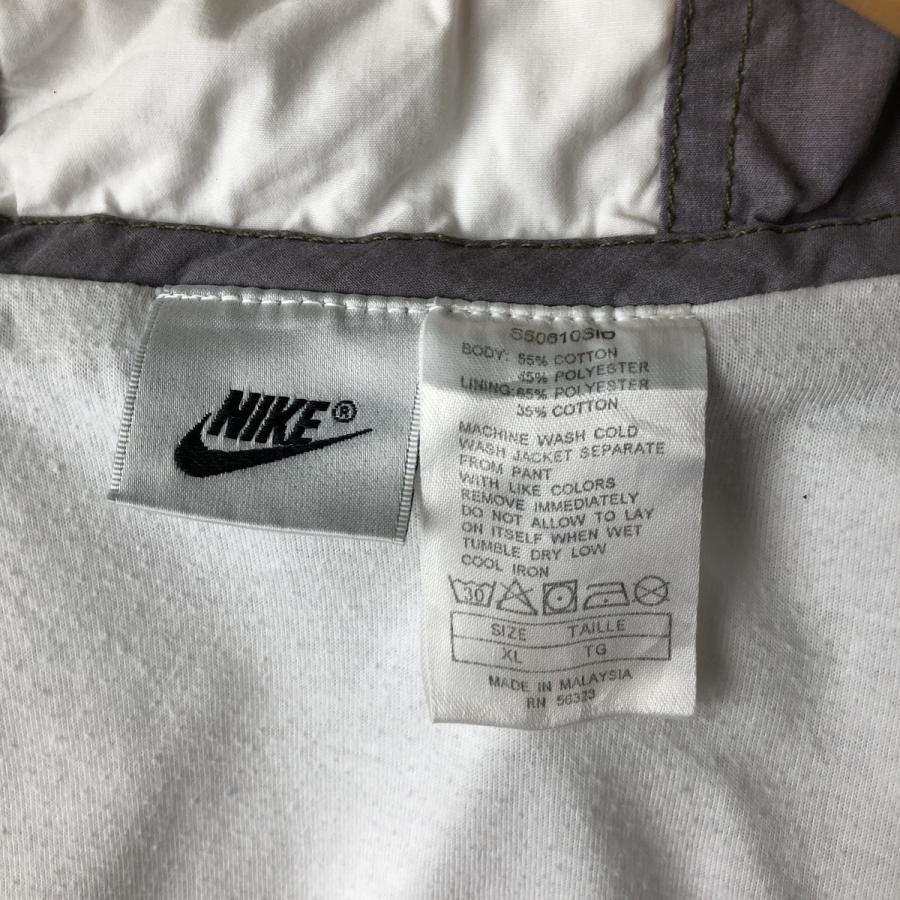 NIKE®
S50610SIB
BODY: 55% COTTON
45% POLYESTER
LINING:65% POLYESTER
35% COTTON
MACHINE WASH COLD
WASH JACKET SEPARATE
FROM PANT
WITH LIKE COLORS
REMOVE IMMEDIATELY
DO NOT ALLOW TO LAY
ON ITSELF WHEN WET
TUMBLE DRY LOW
COOL IRON
30
SIZE TAILLE
XL TG
MADE IN MALAYSIA
RN 56323